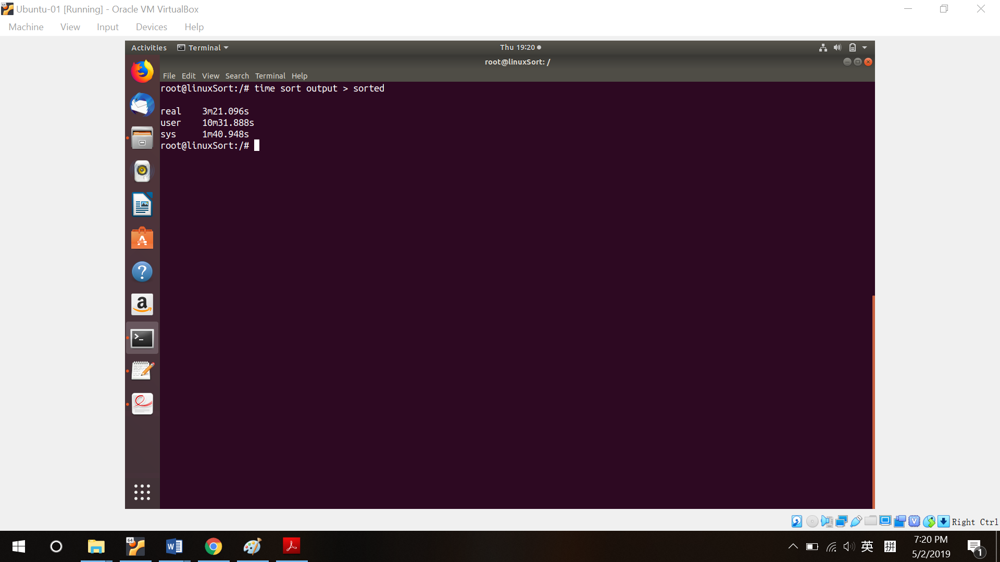 Ubuntu-01 [Running] - Oracle VM VirtualBox
Machine View Input Devices Help
Activities Terminal Thu 19:20
root@linuxSort: /
File Edit View Search Terminal Help
root@linuxSort:/# time sort output > sorted
real 3m21.096s
user 10m31.888s
sys 1m40.948s
root@linuxSort:/#
Right Ctrl
英 拼 7:20 PM
5/2/2019
1